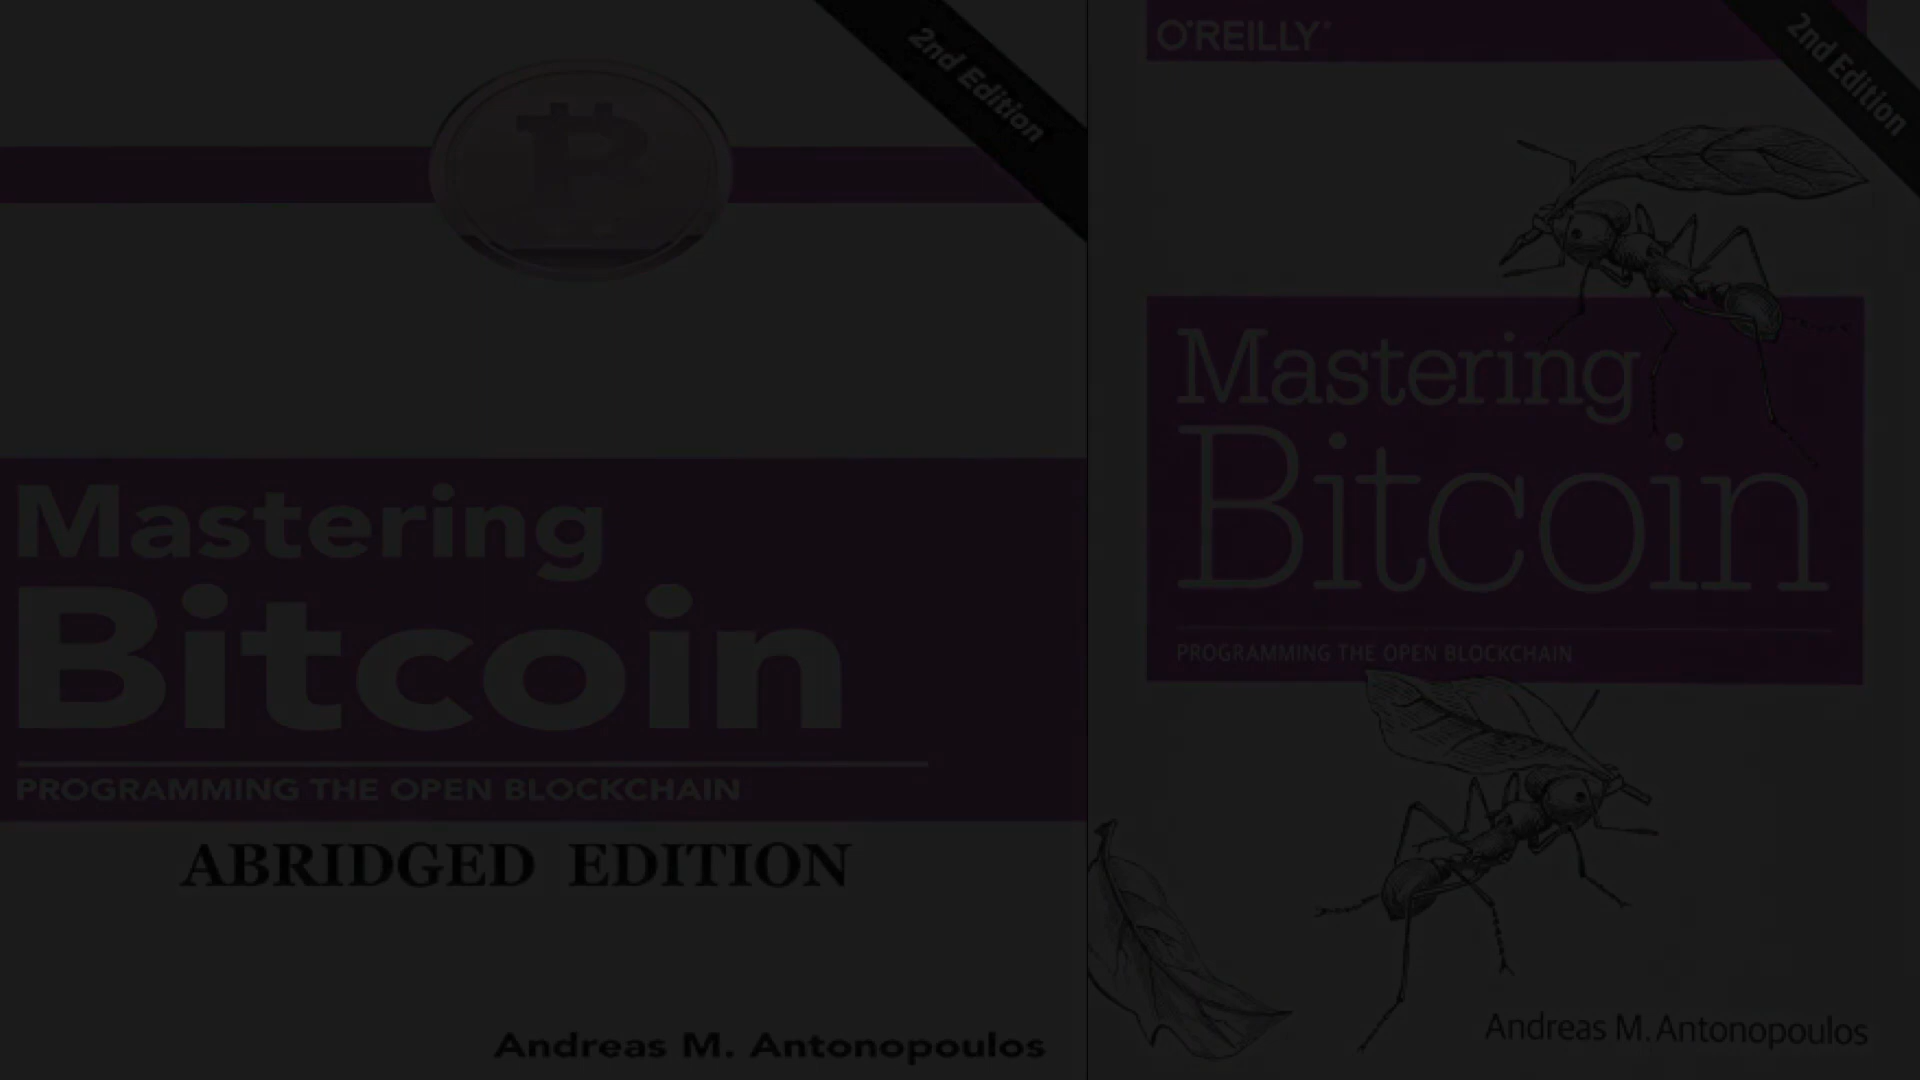 2nd Edition
Mastering
Bitcoin
PROGRAMMING THE OPEN BLOCKCHAIN
ABRIDGED EDITION
Andreas M. Antonopoulos
O'REILLY®
2nd Edition
Mastering
Bitcoin
PROGRAMMING THE OPEN BLOCKCHAIN
Andreas M. Antonopoulos